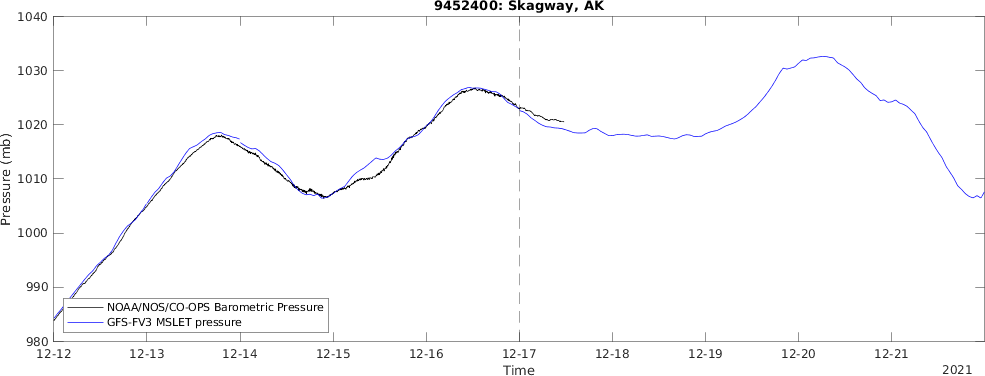 9452400: Skagway, AK
Pressure (mb)
1040
1030
1020
1010
1000
990
980
NOAA/NOS/CO-OPS Barometric Pressure
GFS-FV3 MSLET pressure
12-12 12-13 12-14 12-15 12-16 12-17 12-18 12-19 12-20 12-21
Time
2021